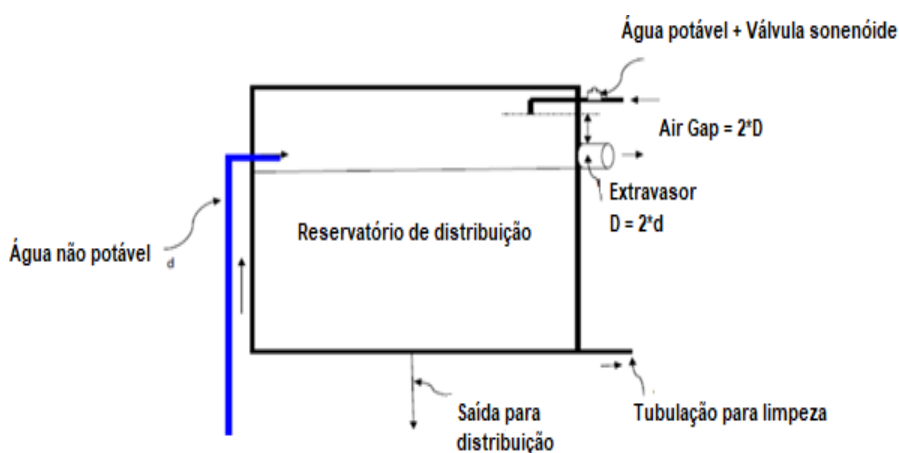 Água potável + Válvula sonenóide
Air Gap = 2*D
Extravasor
D = 2*d
Reservatório de distribuição
Água não potável
d
Saída para
distribuição
Tubulação para limpeza